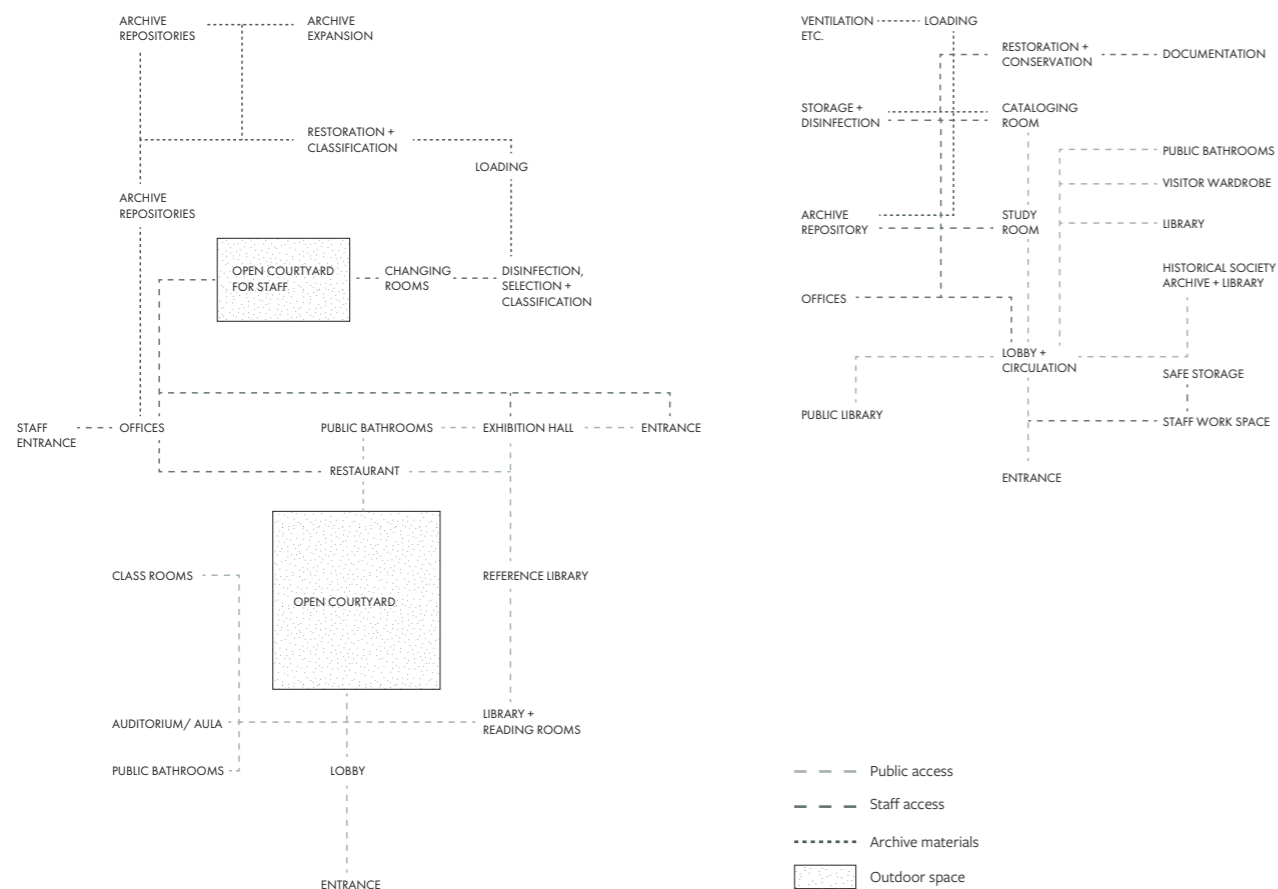 ARCHIVE
REPOSITORIES
ARCHIVE
EXPANSION
RESTORATION +
CLASSIFICATION
LOADING
ARCHIVE
REPOSITORIES
OPEN COURTYARD
FOR STAFF
CHANGING
ROOMS
DISINFECTION,
SELECTION +
CLASSIFICATION
STAFF
ENTRANCE
OFFICES
PUBLIC BATHROOMS
EXHIBITION HALL
ENTRANCE
RESTAURANT
CLASS ROOMS
OPEN COURTYARD
REFERENCE LIBRARY
AUDITORIUM/ AULA
LIBRARY +
READING ROOMS
PUBLIC BATHROOMS
LOBBY
ENTRANCE
VENTILATION
ETC.
LOADING
RESTORATION +
CONSERVATION
DOCUMENTATION
STORAGE +
DISINFECTION
CATALOGING
ROOM
PUBLIC BATHROOMS
VISITOR WARDROBE
ARCHIVE
REPOSITORY
STUDY
ROOM
LIBRARY
HISTORICAL SOCIETY
ARCHIVE + LIBRARY
OFFICES
LOBBY +
CIRCULATION
SAFE STORAGE
PUBLIC LIBRARY
STAFF WORK SPACE
ENTRANCE
Public access
Staff access
Archive materials
Outdoor space